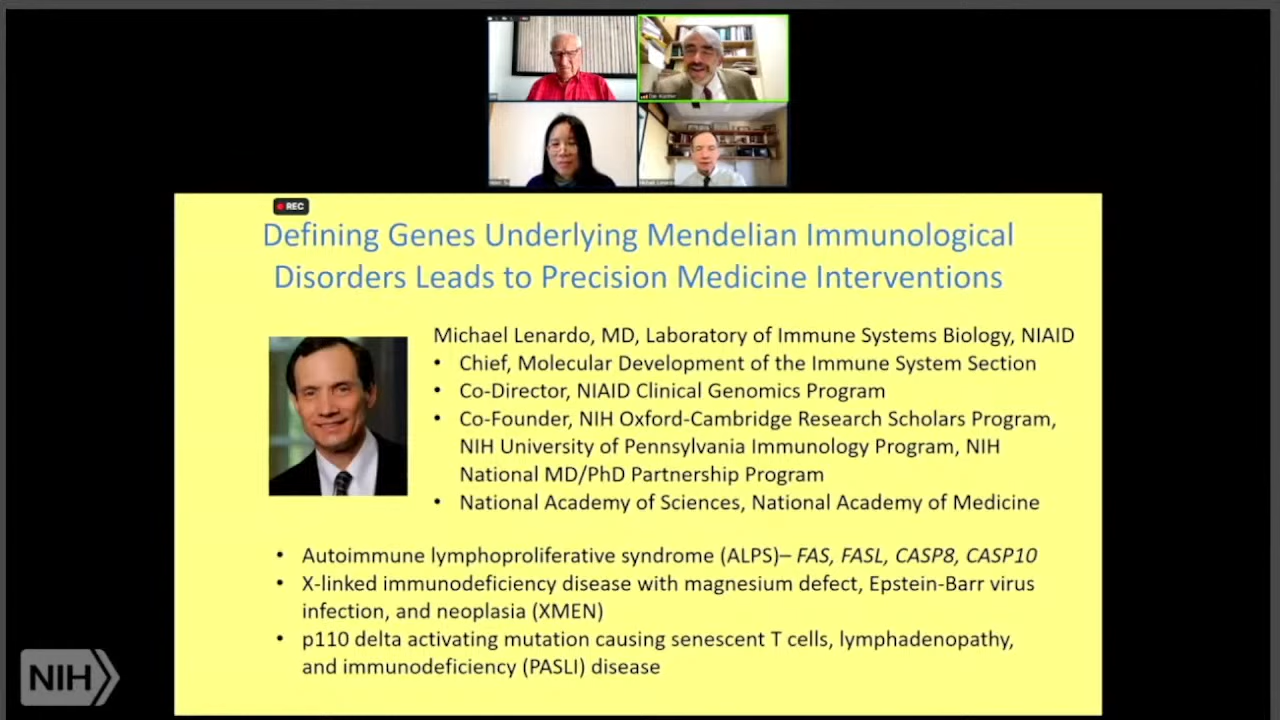 REC
Defining Genes Underlying Mendelian Immunological
Disorders Leads to Precision Medicine Interventions
Michael Lenardo, MD, Laboratory of Immune Systems Biology, NIAID
• Chief, Molecular Development of the Immune System Section
• Co-Director, NIAID Clinical Genomics Program
• Co-Founder, NIH Oxford-Cambridge Research Scholars Program,
NIH University of Pennsylvania Immunology Program, NIH
National MD/PhD Partnership Program
• National Academy of Sciences, National Academy of Medicine
• Autoimmune lymphoproliferative syndrome (ALPS)– FAS, FASL, CASP8, CASP10
• X-linked immunodeficiency disease with magnesium defect, Epstein-Barr virus
infection, and neoplasia (XMEN)
• p110 delta activating mutation causing senescent T cells, lymphadenopathy,
and immunodeficiency (PASLI) disease
NIH